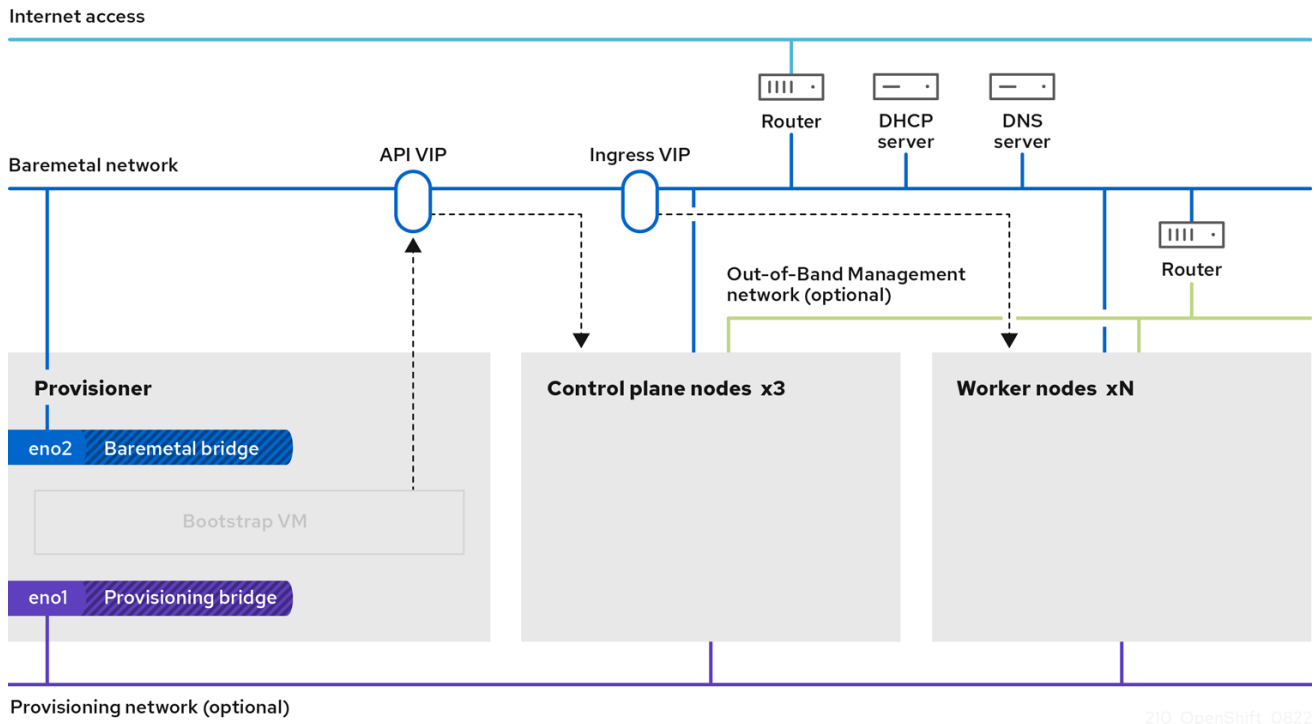 Internet access
Router
DHCP
server
DNS
server
Baremetal network
API VIP
Ingress VIP
Router
Out-of-Band Management
network (optional)
Provisioner
Control plane nodes x3
Worker nodes xN
eno2
Baremetal bridge
Bootstrap VM
eno1
Provisioning bridge
Provisioning network (optional)
210_OpenShift_0822